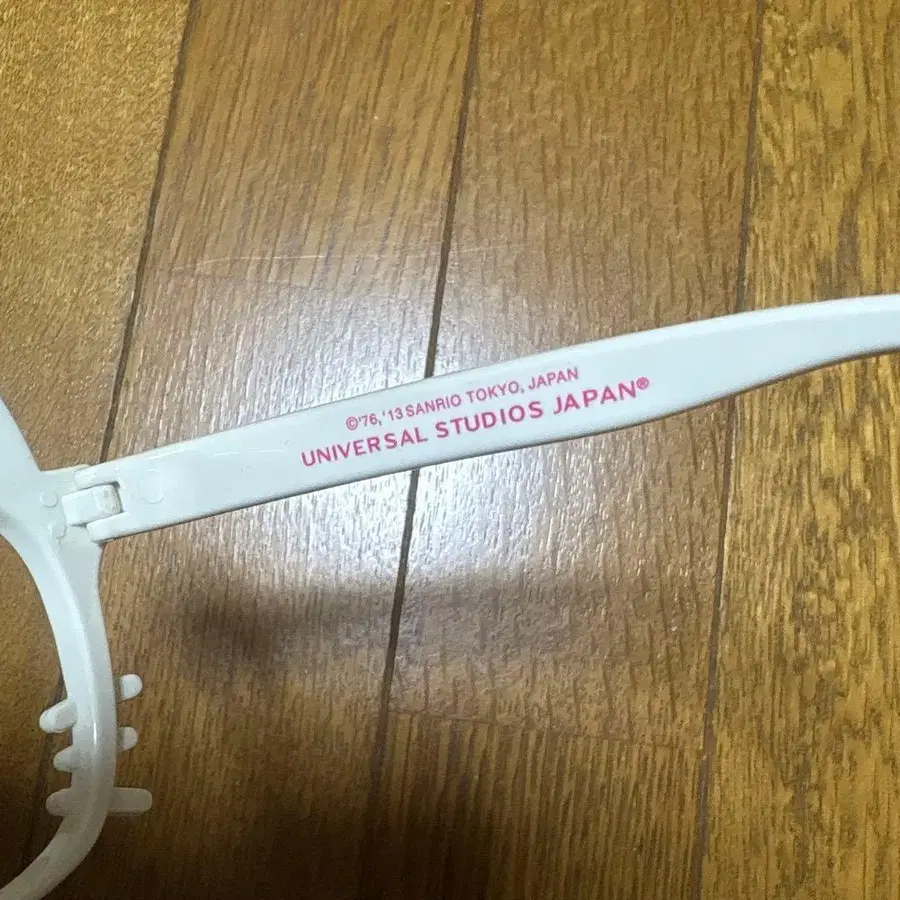 ©'76,'13 SANRIO TOKYO, JAPAN
UNIVERSAL STUDIOS JAPAN®